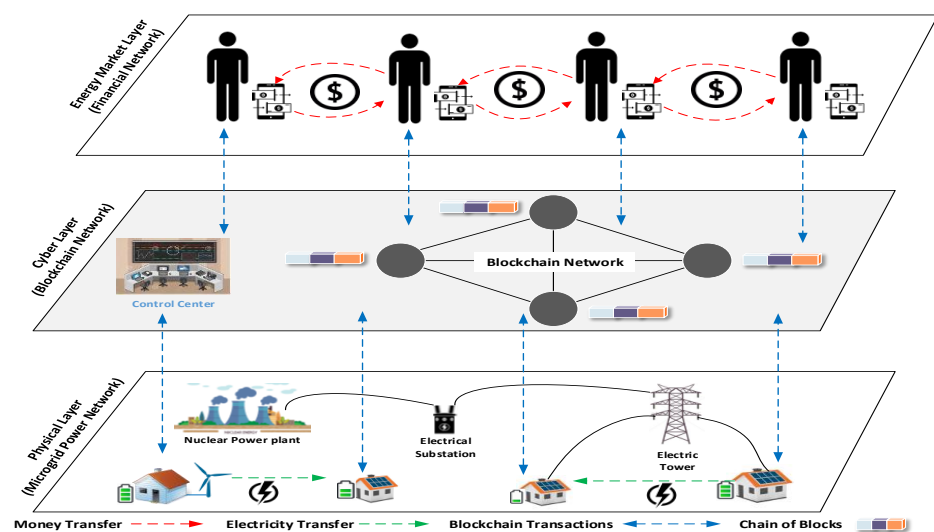 Energy Market Layer
(Financial Network)
$
$
$
Cyber Layer
(Blockchain Network)
Blockchain Network
Control Center
Physical Layer
(Microgrid Power Network)
Nuclear Power plant
Electrical
Substation
Electric
Tower
Money Transfer
Electricity Transfer
Blockchain Transactions
Chain of Blocks